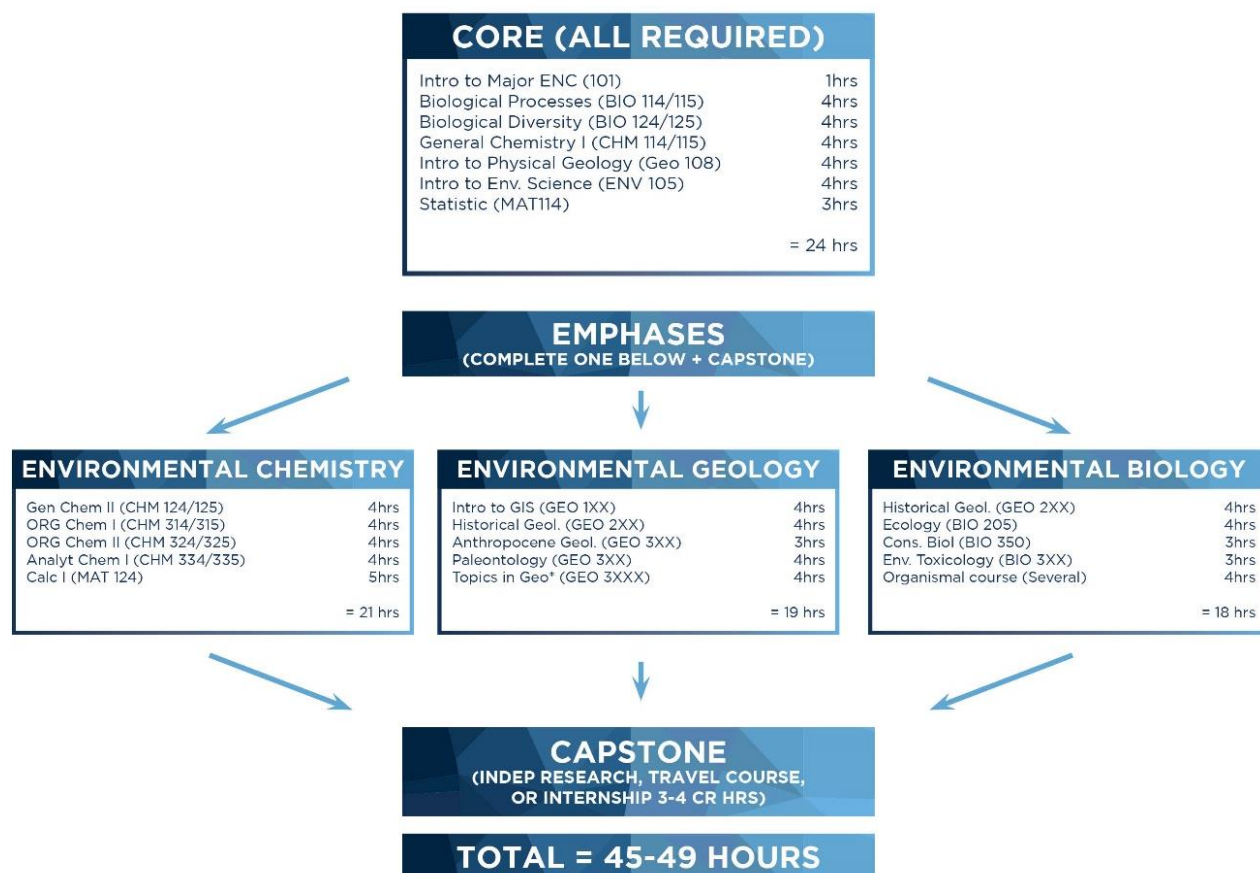 CORE (ALL REQUIRED)
Intro to Major ENC (101) 1hrs
Biological Processes (BIO 114/115) 4hrs
Biological Diversity (BIO 124/125) 4hrs
General Chemistry I (CHM 114/115) 4hrs
Intro to Physical Geology (Geo 108) 4hrs
Intro to Env. Science (ENV 105) 4hrs
Statistic (MAT114) 3hrs
= 24 hrs
EMPHASES
(COMPLETE ONE BELOW + CAPSTONE)
ENVIRONMENTAL CHEMISTRY
Gen Chem II (CHM 124/125) 4hrs
ORG Chem I (CHM 314/315) 4hrs
ORG Chem II (CHM 324/325) 4hrs
Analyt Chem I (CHM 334/335) 4hrs
Calc I (MAT 124) 5hrs
= 21 hrs
ENVIRONMENTAL GEOLOGY
Intro to GIS (GEO 1XX) 4hrs
Historical Geol. (GEO 2XX) 4hrs
Anthropocene Geol. (GEO 3XX) 3hrs
Paleontology (GEO 3XX) 4hrs
Topics in Geo* (GEO 3XXX) 4hrs
= 19 hrs
ENVIRONMENTAL BIOLOGY
Historical Geol. (GEO 2XX) 4hrs
Ecology (BIO 205) 4hrs
Cons. Biol (BIO 350) 3hrs
Env. Toxicology (BIO 3XX) 3hrs
Organismal course (Several) 4hrs
= 18 hrs
CAPSTONE
(INDEP RESEARCH, TRAVEL COURSE,
OR INTERNSHIP 3-4 CR HRS)
TOTAL = 45-49 HOURS